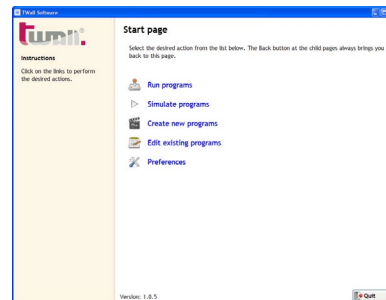 TWall Software
twall.
Start page
Select the desired action from the list below. The Back button at the child pages always brings you
back to this page.
Instructions
Click on the links to perform
the desired actions.
Run programs
Simulate programs
Create new programs
Edit existing programs
Preferences
Version: 1.0.5
Quit